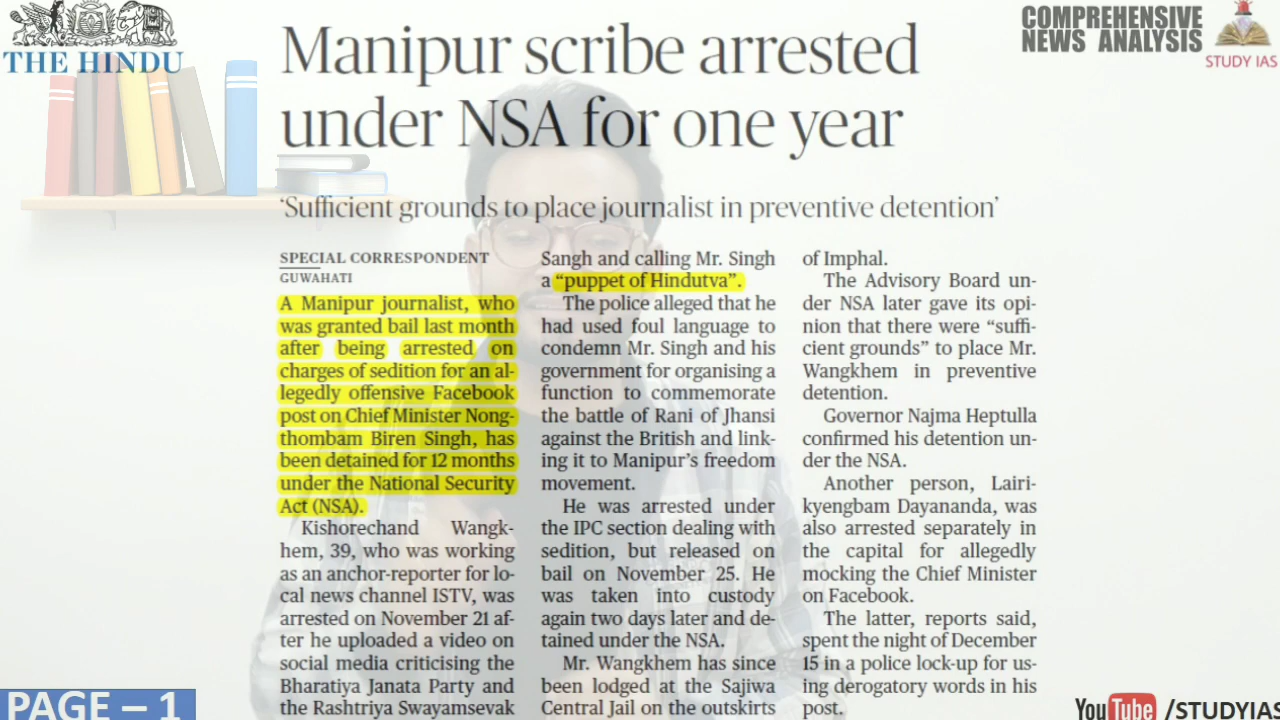 THE HINDU
COMPREHENSIVE
NEWS ANALYSIS
STUDY IAS
Manipur scribe arrested
under NSA for one year
‘Sufficient grounds to place journalist in preventive detention’
SPECIAL CORRESPONDENT
GUWAHATI
A Manipur journalist, who
was granted bail last month
after being arrested on
charges of sedition for an al-
legedly offensive Facebook
post on Chief Minister Nong-
thombam Biren Singh, has
been detained for 12 months
under the National Security
Act (NSA).
Kishorechand Wangk-
hem, 39, who was working
as an anchor-reporter for lo-
cal news channel ISTV, was
arrested on November 21 af-
ter he uploaded a video on
social media criticising the
Bharatiya Janata Party and
the Rashtriya Swayamsevak
Sangh and calling Mr. Singh
a “puppet of Hindutva”.
The police alleged that he
had used foul language to
condemn Mr. Singh and his
government for organising a
function to commemorate
the battle of Rani of Jhansi
against the British and link-
ing it to Manipur’s freedom
movement.
He was arrested under
the IPC section dealing with
sedition, but released on
bail on November 25. He
was taken into custody
again two days later and de-
tained under the NSA.
Mr. Wangkhem has since
been lodged at the Sajiwa
Central Jail on the outskirts
of Imphal.
The Advisory Board un-
der NSA later gave its opi-
nion that there were “suffi-
cient grounds” to place Mr.
Wangkhem in preventive
detention.
Governor Najma Heptulla
confirmed his detention un-
der the NSA.
Another person, Lairi-
kyengbam Dayananda, was
also arrested separately in
the capital for allegedly
mocking the Chief Minister
on Facebook.
The latter, reports said,
spent the night of December
15 in a police lock-up for us-
ing derogatory words in his
post.
PAGE – 1
YouTube /STUDYIAS